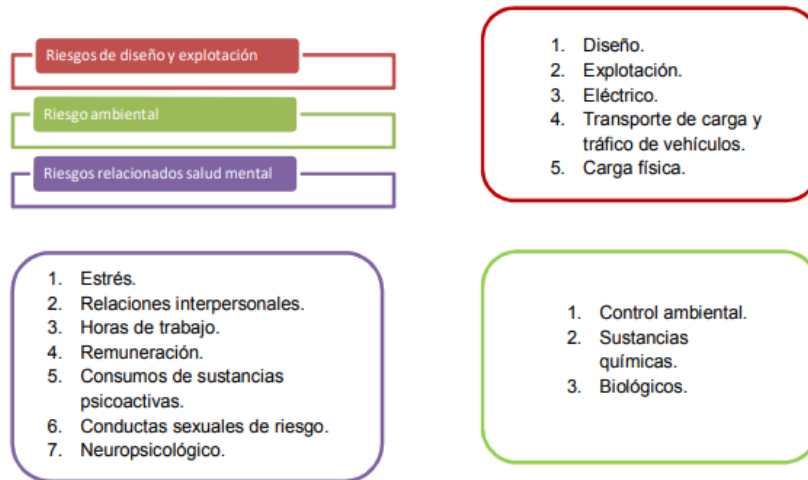 Riesgos de diseño y explotación
Riesgo ambiental
Riesgos relacionados salud mental
1. Diseño.
2. Explotación.
3. Eléctrico.
4. Transporte de carga y
tráfico de vehículos.
5. Carga física.
1. Estrés.
2. Relaciones interpersonales.
3. Horas de trabajo.
4. Remuneración.
5. Consumos de sustancias
psicoactivas.
6. Conductas sexuales de riesgo.
7. Neuropsicológico.
1. Control ambiental.
2. Sustancias
químicas.
3. Biológicos.